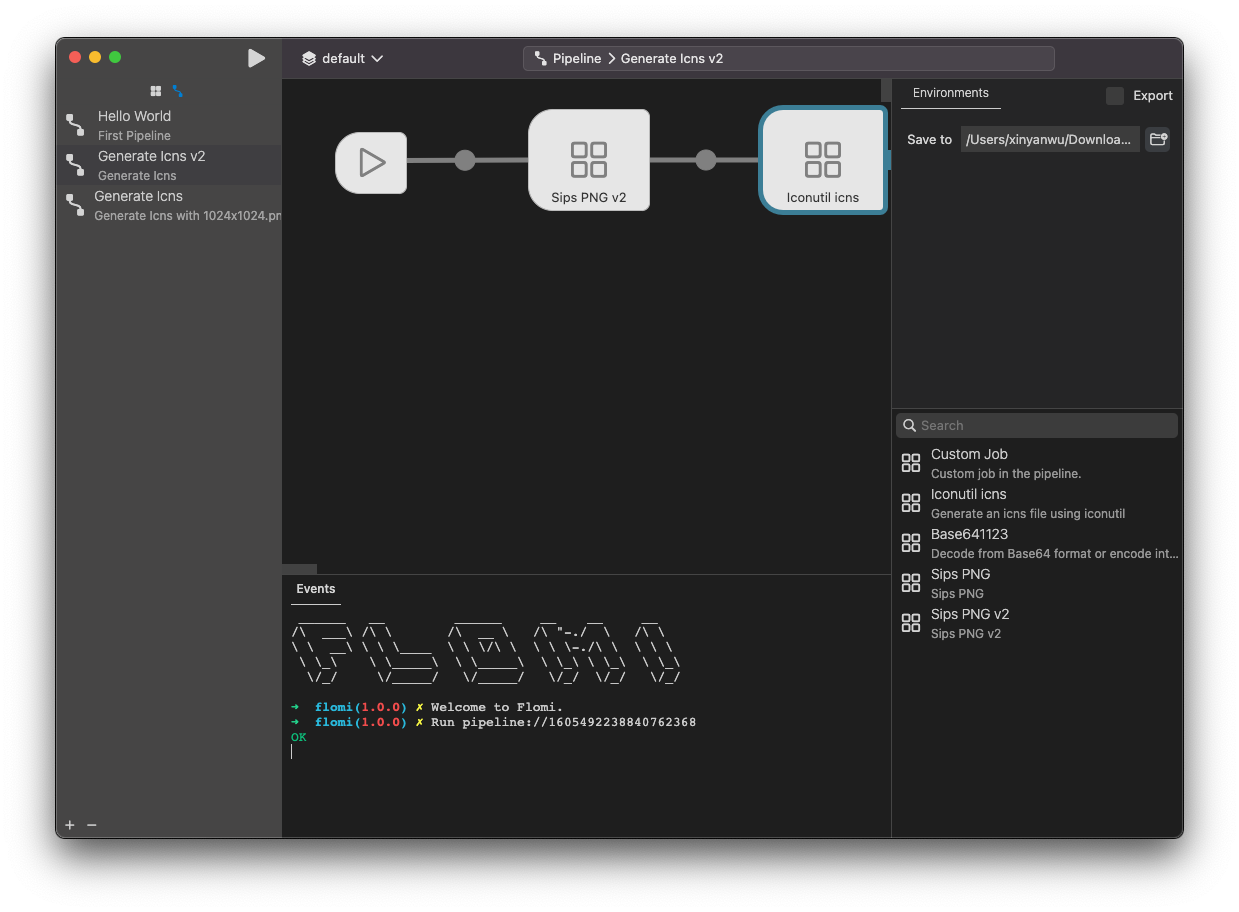 default
Pipeline > Generate Icns v2
Hello World
First Pipeline
Generate Icns v2
Generate Icns
Generate Icns
Generate Icns with 1024x1024.pn
+ −
Sips PNG v2
Iconutil icns
Environments
Export
Save to
/Users/xinyanwu/Downloa...
Search
Custom Job
Custom job in the pipeline.
Iconutil icns
Generate an icns file using iconutil
Base641123
Decode from Base64 format or encode int...
Sips PNG
Sips PNG
Sips PNG v2
Sips PNG v2
Events
FLOMI
➜ flomi(1.0.0) ✗ Welcome to Flomi.
➜ flomi(1.0.0) ✗ Run pipeline://1605492238840762368
OK